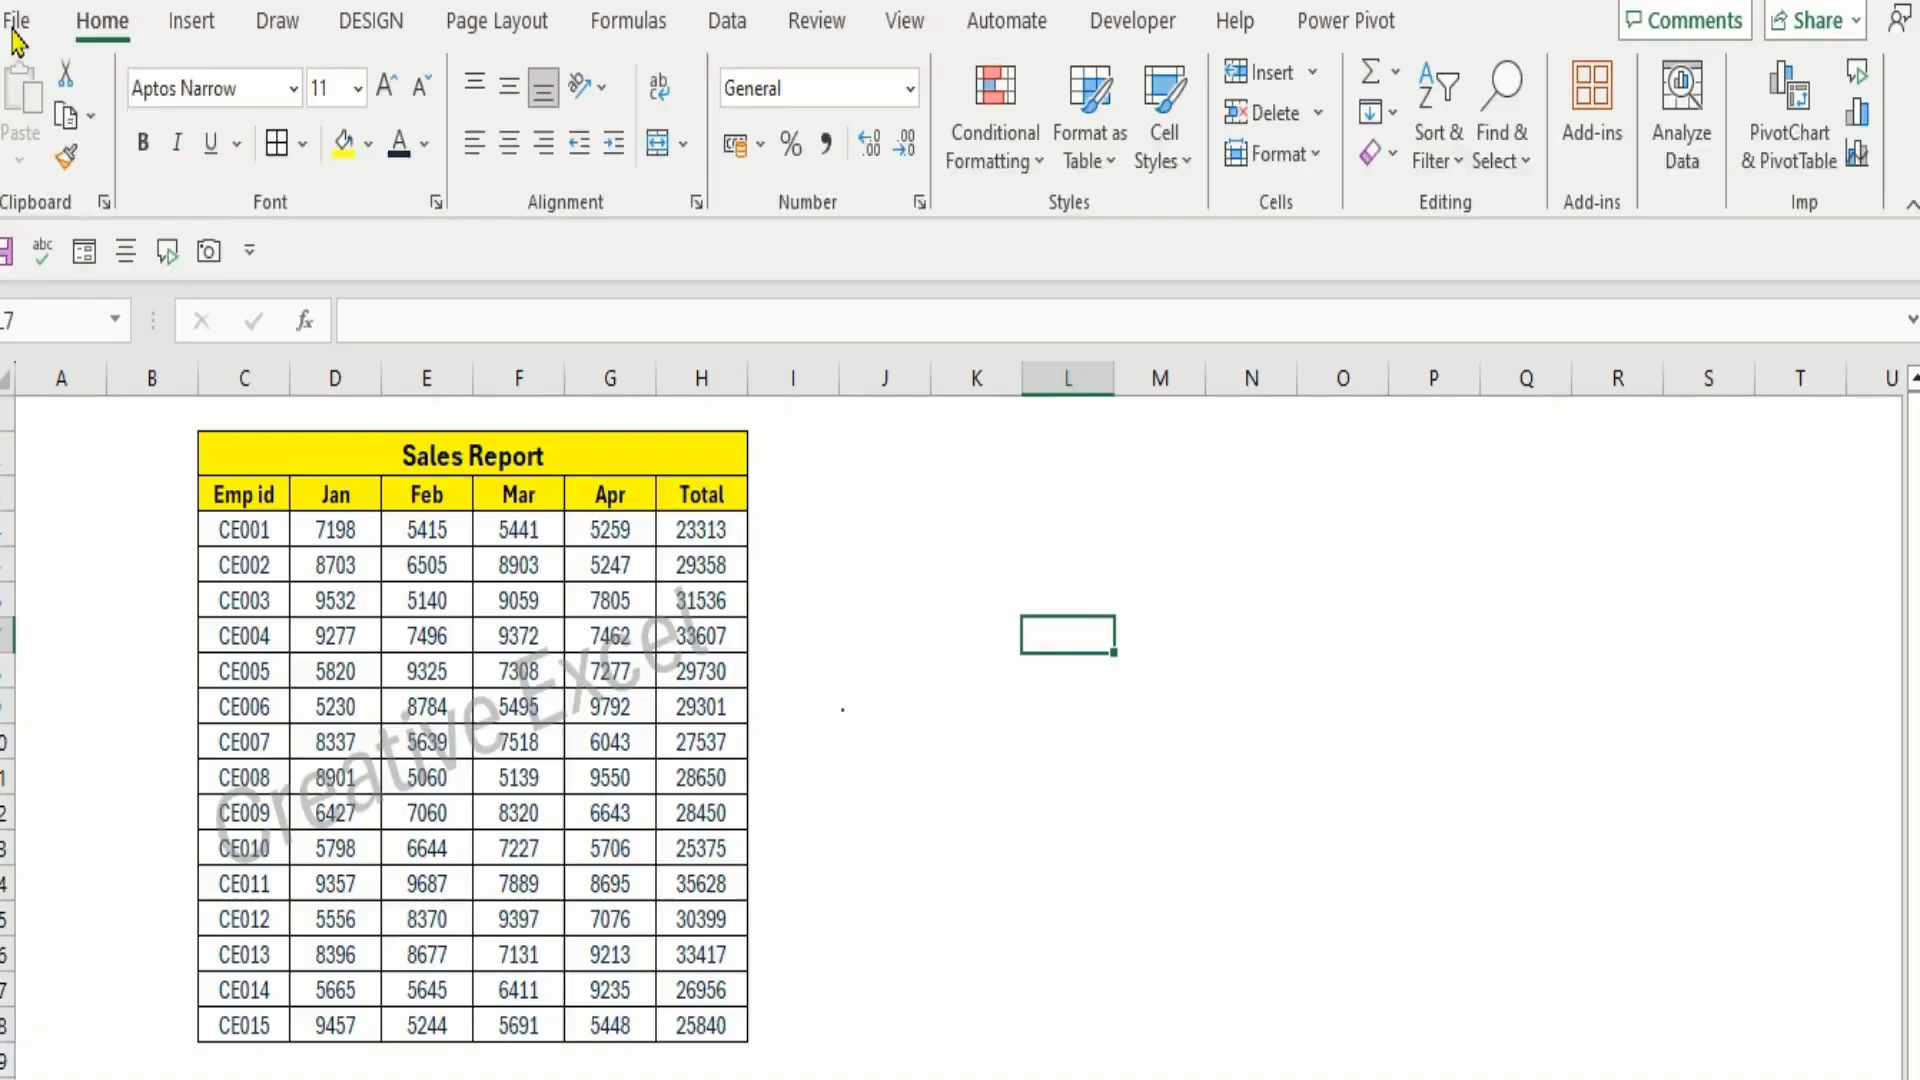 File Home Insert Draw DESIGN Page Layout Formulas Data Review View Automate Developer Help Power Pivot Comments Share
Paste
Clipboard
Aptos Narrow 11
B I U A
Font
ab
Alignment
General
%
Number
Conditional Formatting
Format as Table
Cell Styles
Styles
Insert
Delete
Format
Cells
Sort & Filter
Find & Select
Editing
Add-ins
Add-ins
Analyze Data
PivotChart & PivotTable
Imp
abc
L7
fx
A B C D E F G H I J K L M N O P Q R S T U
Sales Report
Emp id Jan Feb Mar Apr Total
CE001 7198 5415 5441 5259 23313
CE002 8703 6505 8903 5247 29358
CE003 9532 5140 9059 7805 31536
CE004 9277 7496 9372 7462 33607
CE005 5820 9325 7308 7277 29730
CE006 5230 8784 5495 9792 29301
CE007 8337 5639 7518 6043 27537
CE008 8901 5060 5139 9550 28650
CE009 6427 7060 8320 6643 28450
CE010 5798 6644 7227 5706 25375
CE011 9357 9687 7889 8695 35628
CE012 5556 8370 9397 7076 30399
CE013 8396 8677 7131 9213 33417
CE014 5665 5645 6411 9235 26956
CE015 9457 5244 5691 5448 25840
Creative Excel